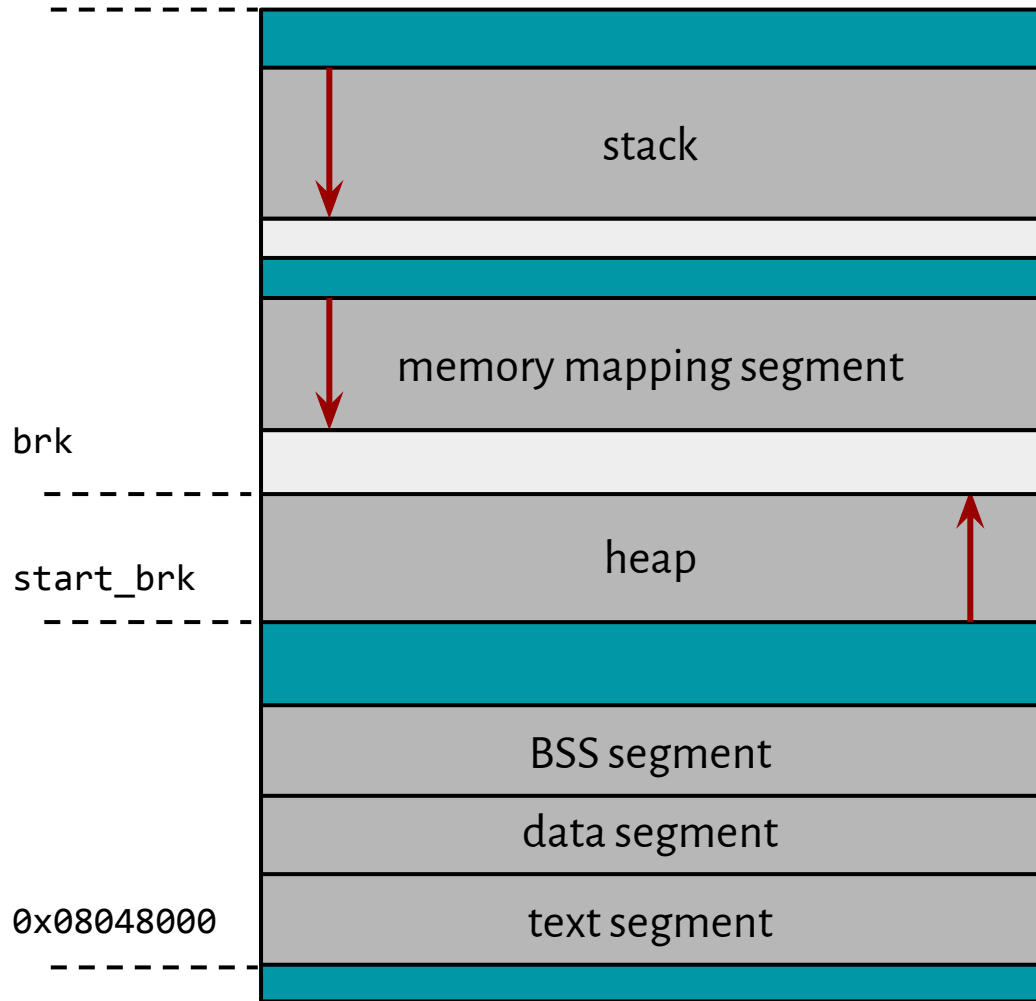 stack
memory mapping segment
brk
heap
start_brk
BSS segment
data segment
0x08048000
text segment